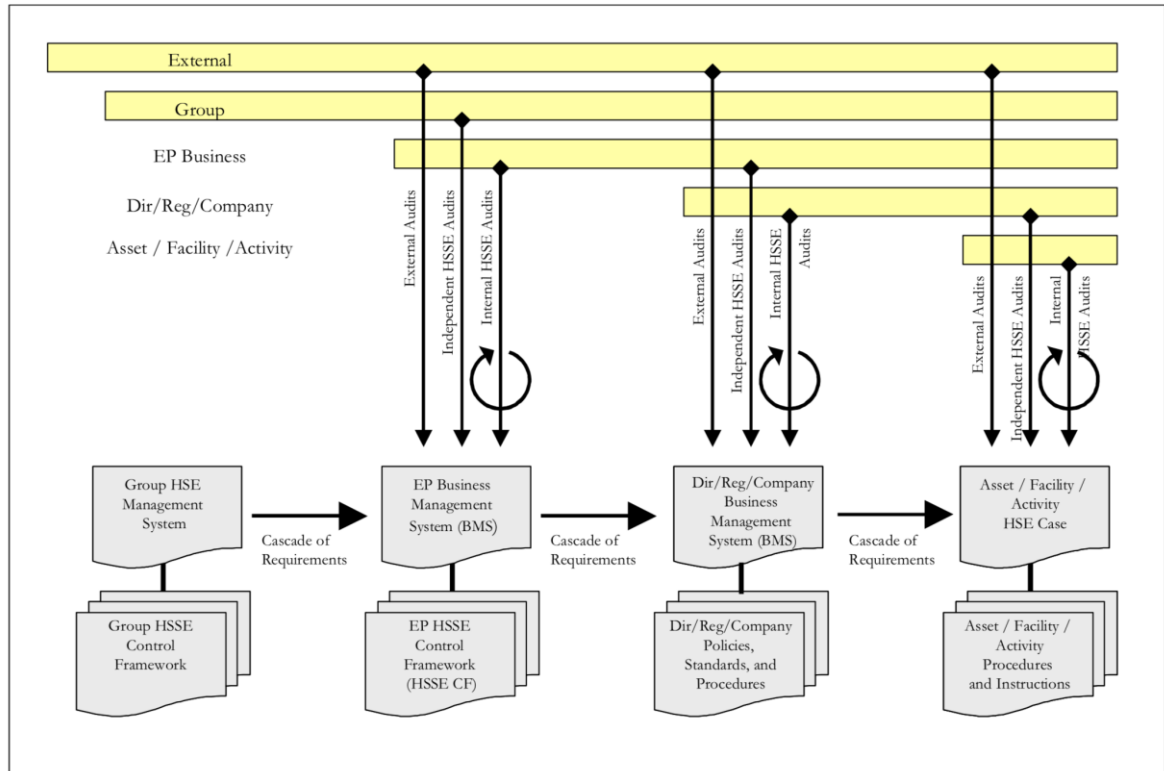 External
Group
EP Business
Dir/Reg/Company
Asset / Facility /Activity
External Audits
Independent HSSE Audits
Internal HSSE Audits
External Audits
Independent HSSE Audits
Internal HSSE
Audits
External Audits
Independent HSSE Audits
Internal
HSSE Audits
Group HSE
Management
System
Cascade of
Requirements
EP Business
Management
System (BMS)
Cascade of
Requirements
Dir/Reg/Company
Business
Management
System (BMS)
Cascade of
Requirements
Asset / Facility /
Activity
HSE Case
Group HSSE
Control
Framework
EP HSSE
Control
Framework
(HSSE CF)
Dir/Reg/Company
Policies,
Standards, and
Procedures
Asset / Facility /
Activity
Procedures
and Instructions